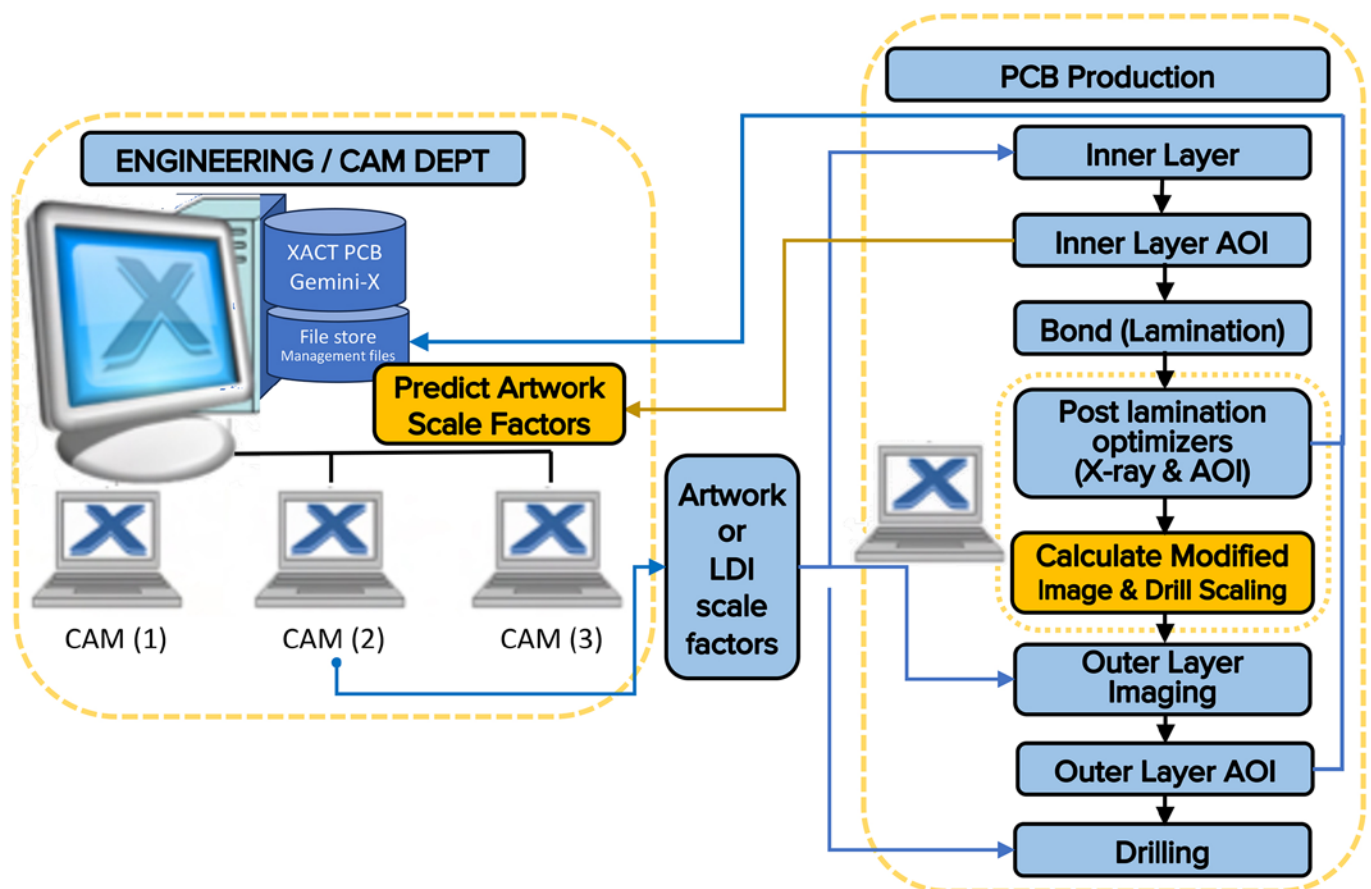 ENGINEERING / CAM DEPT
XACT PCB
Gemini-X
File store
Management files
Predict Artwork
Scale Factors
CAM (1)
CAM (2)
CAM (3)
Artwork
or
LDI
scale
factors
PCB Production
Inner Layer
Inner Layer AOI
Bond (Lamination)
Post lamination
optimizers
(X-ray & AOI)
Calculate Modified
Image & Drill Scaling
Outer Layer
Imaging
Outer Layer AOI
Drilling